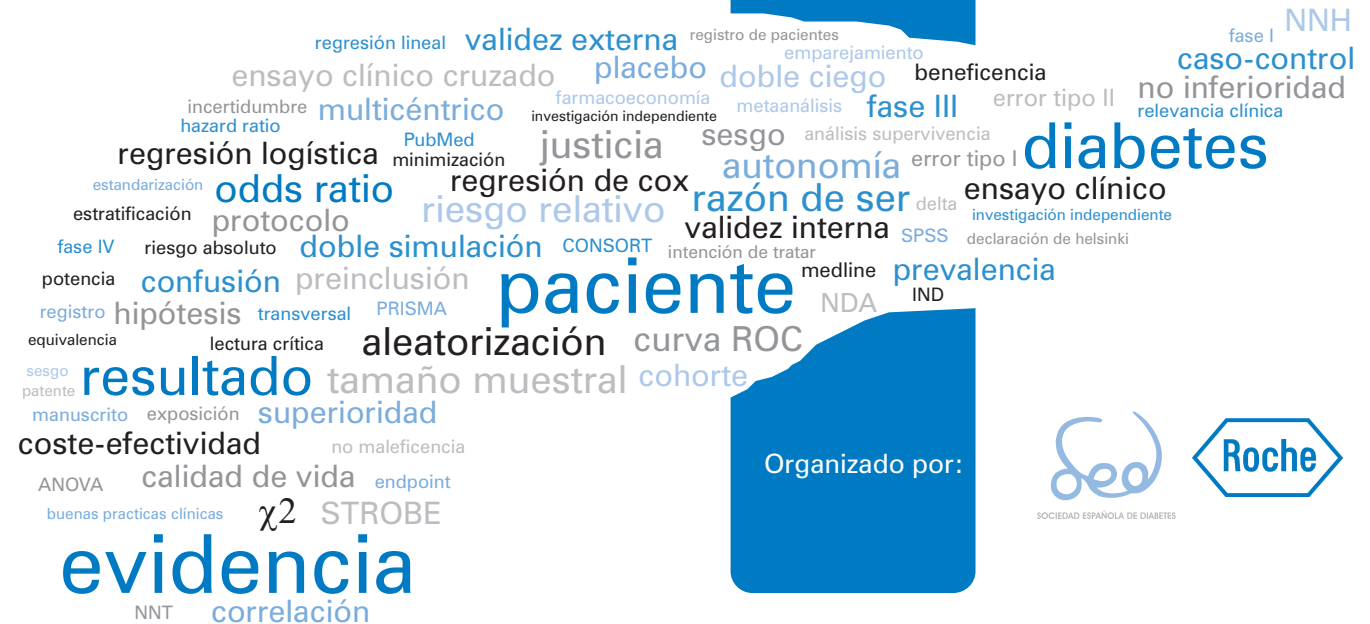 NNH
fase I
regresión lineal
validez externa
registro de pacientes
emparejamiento
caso-control
ensayo clínico cruzado
placebo
doble ciego
beneficencia
no inferioridad
incertidumbre
multicéntrico
farmacoeconomía
metaanálisis
fase III
error tipo II
relevancia clínica
hazard ratio
investigación independiente
PubMed
justicia
sesgo
análisis supervivencia
diabetes
regresión logística
minimización
autonomía
error tipo I
estandarización
odds ratio
regresión de cox
razón de ser
ensayo clínico
estratificación
protocolo
riesgo relativo
delta
investigación independiente
validez interna
SPSS
declaración de helsinki
fase IV
riesgo absoluto
doble simulación
CONSORT
intención de tratar
potencia
confusión
preinclusión
paciente
medline
prevalencia
NDA
IND
registro
hipótesis
transversal
PRISMA
equivalencia
lectura crítica
aleatorización
curva ROC
sesgo
patente
resultado
tamaño muestral
cohorte
manuscrito
exposición
superioridad
coste-efectividad
no maleficencia
ANOVA
calidad de vida
endpoint
buenas practicas clínicas
χ2
STROBE
evidencia
NNT
correlación
Organizado por:
sed
SOCIEDAD ESPAÑOLA DE DIABETES
Roche